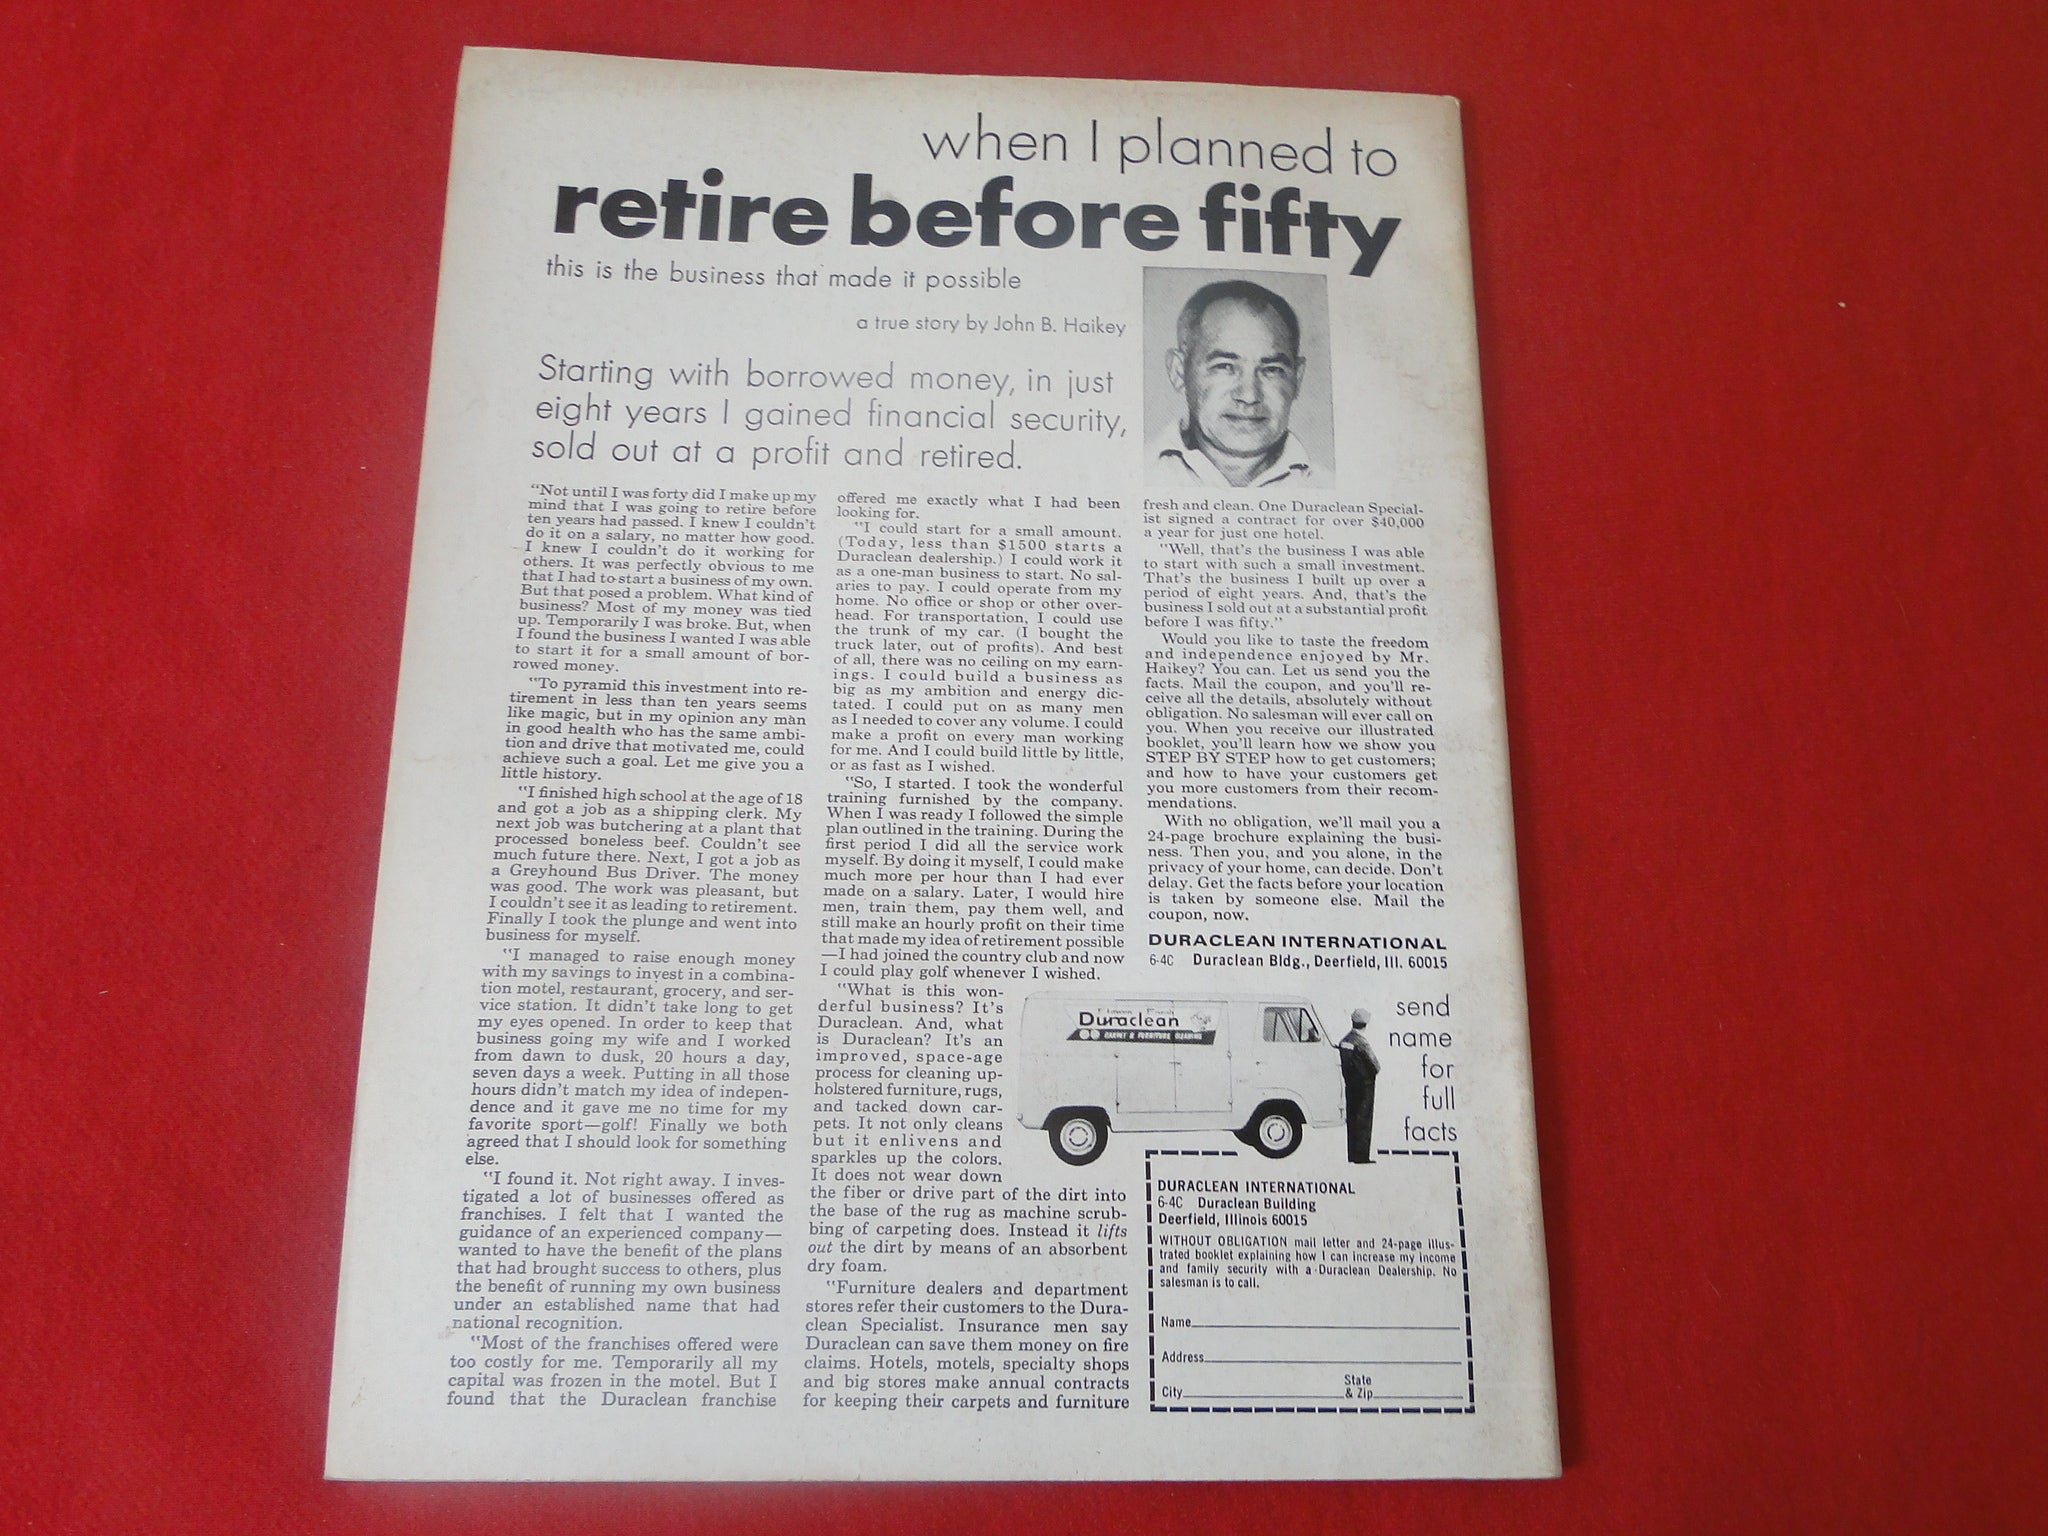 when I planned to
retire before fifty
this is the business that made it possible
a true story by John B. Haikey
Starting with borrowed money, in just
eight years I gained financial security,
sold out at a profit and retired.
"Not until I was forty did I make up my
mind that I was going to retire before
ten years had passed. I knew I couldn't
do it on a salary, no matter how good.
I knew I couldn't do it working for
others. It was perfectly obvious to me
that I had to start a business of my own.
But that posed a problem. What kind of
business? Most of my money was tied
up. Temporarily I was broke. But, when
I found the business I wanted I was able
to start it for a small amount of bor-
rowed money.
"To pyramid this investment into re-
tirement in less than ten years seems
like magic, but in my opinion any man
in good health who has the same ambi-
tion and drive that motivated me, could
achieve such a goal. Let me give you a
little history.
"I finished high school at the age of 18
and got a job as a shipping clerk. My
next job was butchering at a plant that
processed boneless beef. Couldn't see
much future there. Next, I got a job as
a Greyhound Bus Driver. The money
was good. The work was pleasant, but
I couldn't see it as leading to retirement.
Finally I took the plunge and went into
business for myself.
"I managed to raise enough money
with my savings to invest in a combina-
tion motel, restaurant, grocery, and ser-
vice station. It didn't take long to get
my eyes opened. In order to keep that
business going my wife and I worked
from dawn to dusk, 20 hours a day,
seven days a week. Putting in all those
hours didn't match my idea of indepen-
dence and it gave me no time for my
favorite sport—golf! Finally we both
agreed that I should look for something
else.
"I found it. Not right away. I inves-
tigated a lot of businesses offered as
franchises. I felt that I wanted the
guidance of an experienced company—
wanted to have the benefit of the plans
that had brought success to others, plus
the benefit of running my own business
under an established name that had
national recognition.
"Most of the franchises offered were
too costly for me. Temporarily all my
capital was frozen in the motel. But I
found that the Duraclean franchise
offered me exactly what I had been
looking for.
"I could start for a small amount.
(Today, less than $1500 starts a
Duraclean dealership.) I could work it
as a one-man business to start. No sal-
aries to pay. I could operate from my
home. No office or shop or other over-
head. For transportation, I could use
the trunk of my car. (I bought the
truck later, out of profits). And best
of all, there was no ceiling on my earn-
ings. I could build a business as
big as my ambition and energy dic-
tated. I could put on as many men
as I needed to cover any volume. I could
make a profit on every man working
for me. And I could build little by little,
or as fast as I wished.
"So, I started. I took the wonderful
training furnished by the company.
When I was ready I followed the simple
plan outlined in the training. During the
first period I did all the service work
myself. By doing it myself, I could make
much more per hour than I had ever
made on a salary. Later, I would hire
men, train them, pay them well, and
still make an hourly profit on their time
that made my idea of retirement possible
—I had joined the country club and now
I could play golf whenever I wished.
"What is this won-
derful business? It's
Duraclean. And, what
is Duraclean? It's an
improved, space-age
process for cleaning up-
holstered furniture, rugs,
and tacked down car-
pets. It not only cleans
but it enlivens and
sparkles up the colors.
It does not wear down
the fiber or drive part of the dirt into
the base of the rug as machine scrub-
bing of carpeting does. Instead it lifts
out the dirt by means of an absorbent
dry foam.
"Furniture dealers and department
stores refer their customers to the Dura-
clean Specialist. Insurance men say
Duraclean can save them money on fire
claims. Hotels, motels, specialty shops
and big stores make annual contracts
for keeping their carpets and furniture
fresh and clean. One Duraclean Special-
ist signed a contract for over $40,000
a year for just one hotel.
"Well, that's the business I was able
to start with such a small investment.
That's the business I built up over a
period of eight years. And, that's the
business I sold out at a substantial profit
before I was fifty."
Would you like to taste the freedom
and independence enjoyed by Mr.
Haikey? You can. Let us send you the
facts. Mail the coupon, and you'll re-
ceive all the details, absolutely without
obligation. No salesman will ever call on
you. When you receive our illustrated
booklet, you'll learn how we show you
STEP BY STEP how to get customers;
and how to have your customers get
you more customers from their recom-
mendations.
With no obligation, we'll mail you a
24-page brochure explaining the busi-
ness. Then you, and you alone, in the
privacy of your home, can decide. Don't
delay. Get the facts before your location
is taken by someone else. Mail the
coupon, now.
DURACLEAN INTERNATIONAL
6-4C Duraclean Bldg., Deerfield, Ill. 60015
Duraclean
CARPET & FURNITURE CLEANING
send
name
for
full
facts
DURACLEAN INTERNATIONAL
6-4C Duraclean Building
Deerfield, Illinois 60015
WITHOUT OBLIGATION mail letter and 24-page illus-
trated booklet explaining how I can increase my income
and family security with a Duraclean Dealership. No
salesman is to call.
Name
Address
City State & Zip